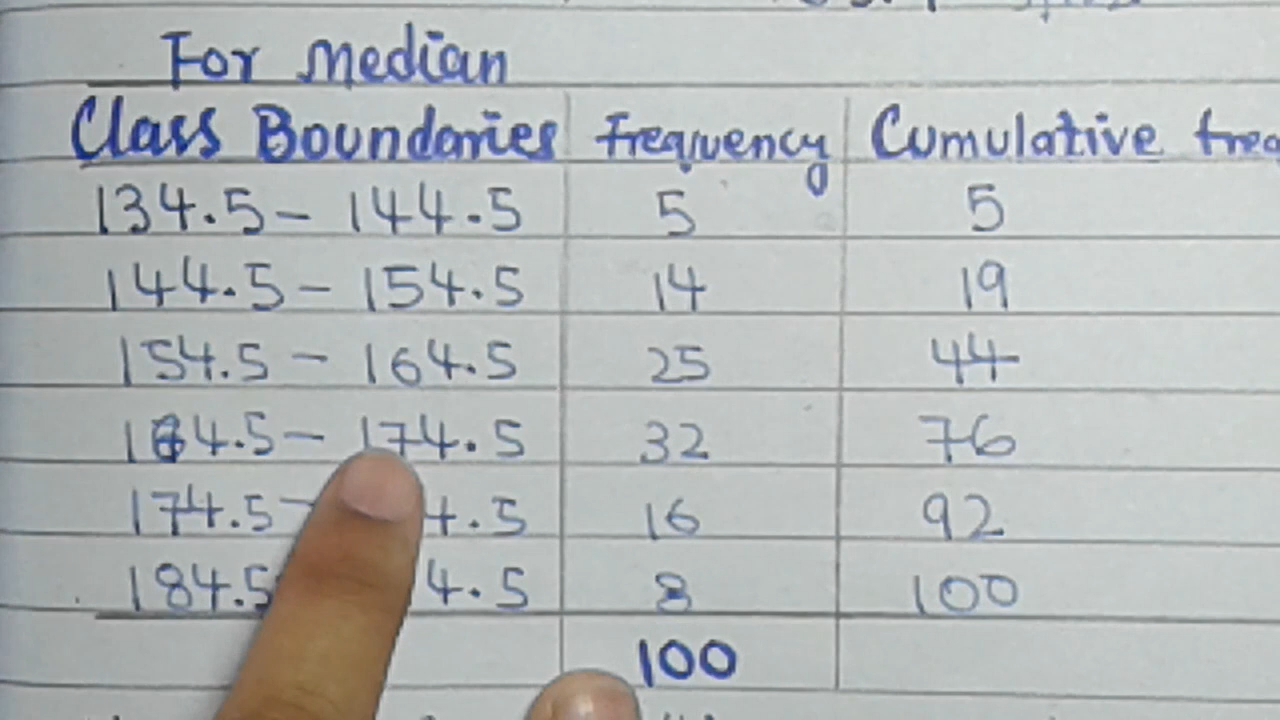 For Median
Class Boundaries Frequency Cumulative freq
134.5 - 144.5 5 5
144.5 - 154.5 14 19
154.5 - 164.5 25 44
164.5 - 174.5 32 76
174.5 - 4.5 16 92
184.5 4.5 8 100
100